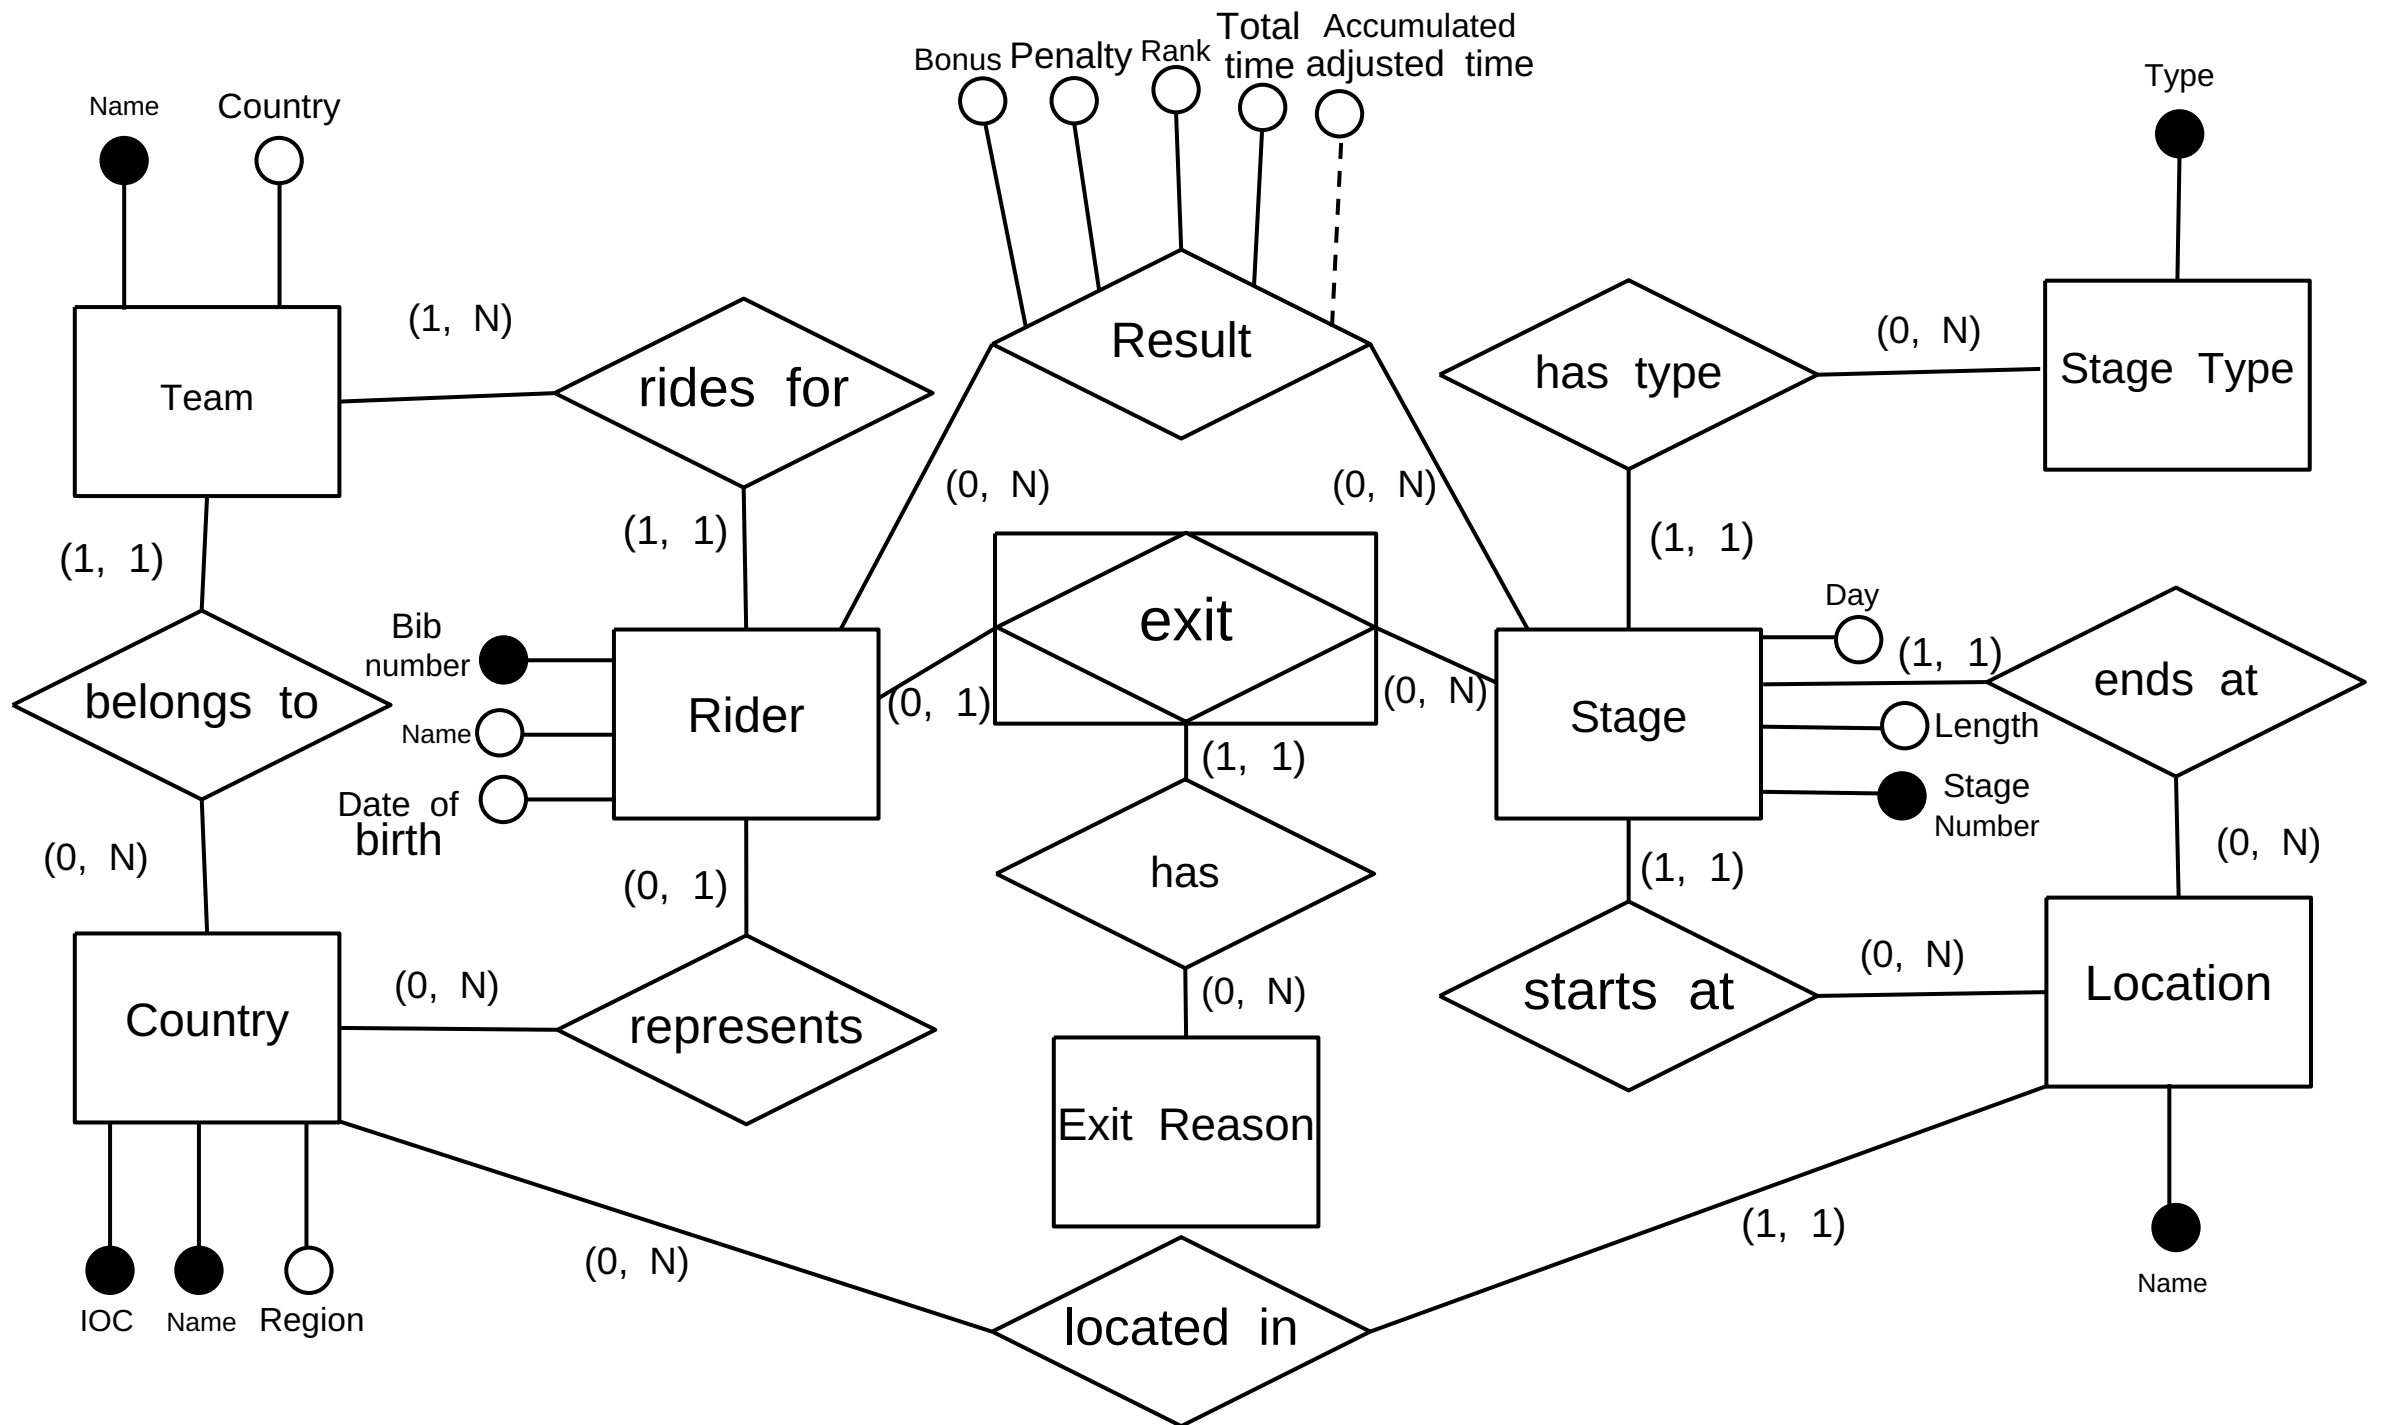 Total Accumulated
Bonus Penalty Rank time adjusted time
Type
Name Country
(1, N)
(0, N)
Result
Team
rides for
has type
Stage Type
(0, N)
(0, N)
(1, 1)
(1, 1)
(1, 1)
Day
exit
Bib
number
(1, 1)
ends at
belongs to
(0, 1)
(0, N)
Rider
Stage
Length
Name
(1, 1)
Date of
birth
Stage
Number
(0, N)
(0, N)
has
(0, 1)
(1, 1)
(0, N)
(0, N)
(0, N)
starts at
Location
Country
represents
Exit Reason
(0, N)
(1, 1)
Name
IOC Name Region
located in